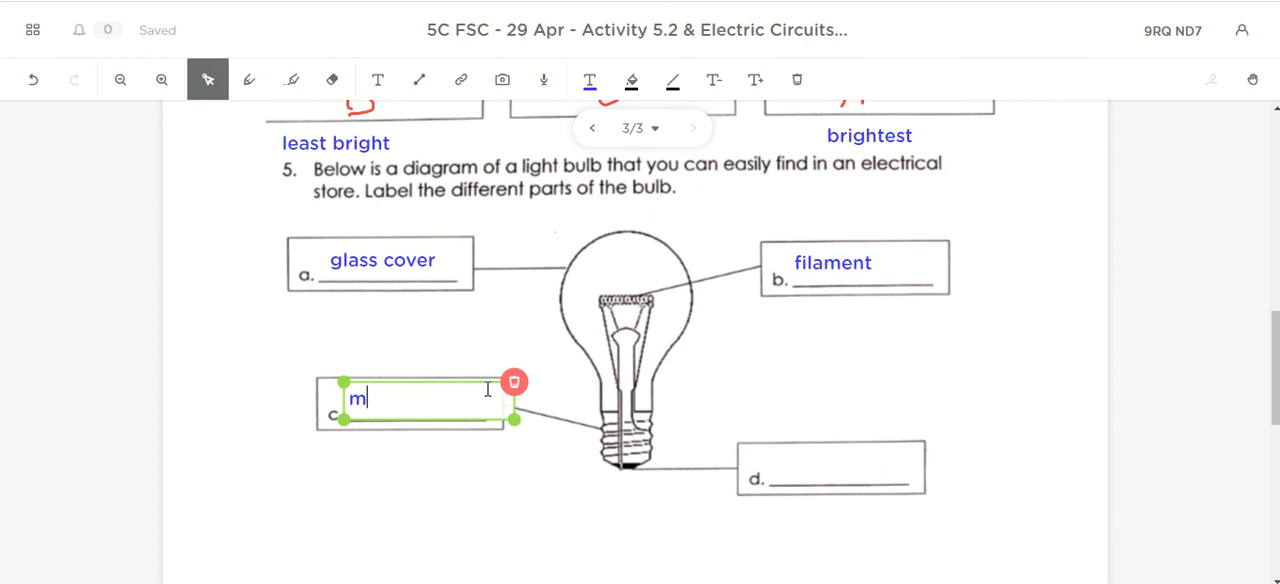 0 Saved 5C FSC - 29 Apr - Activity 5.2 & Electric Circuits... 9RQ ND7
T T T- T+
3/3
least bright brightest
5. Below is a diagram of a light bulb that you can easily find in an electrical
store. Label the different parts of the bulb.
a. glass cover
b. filament
c. m
d.